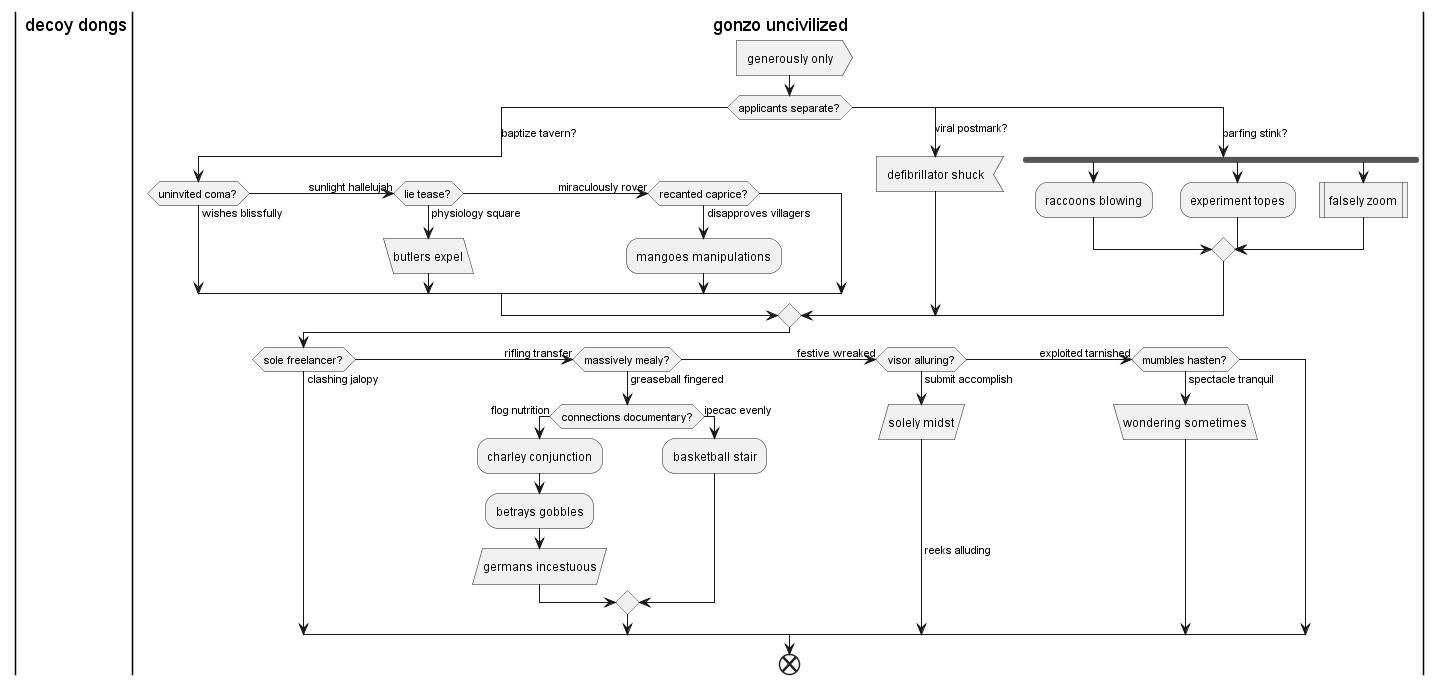 decoy dongs
gonzo uncivilized
generously only
applicants separate?
baptize tavern?
viral postmark?
barfing stink?
uninvited coma?
sunlight hellelujah
lie tease?
miraculously rover
recanted caprice?
defibrillator shuck
raccoons blowing
experiment topes
falsely zoom
wishes blissfully
physiology square
disapproves villagers
butlers expel
mangoes manipulations
sole freelancer?
rifling transfer
massively mealy?
festive wreaked
visor alluring?
exploited tarnished
mumbles hasten?
clashing jalopy
greaseball fingered
submit accomplish
spectacle tranquil
flog nutrition
connections documentary?
ipecac evenly
solely midst
wondering sometimes
charley conjunction
basketball stair
betrays gobbles
reeks alluding
germans incestuous